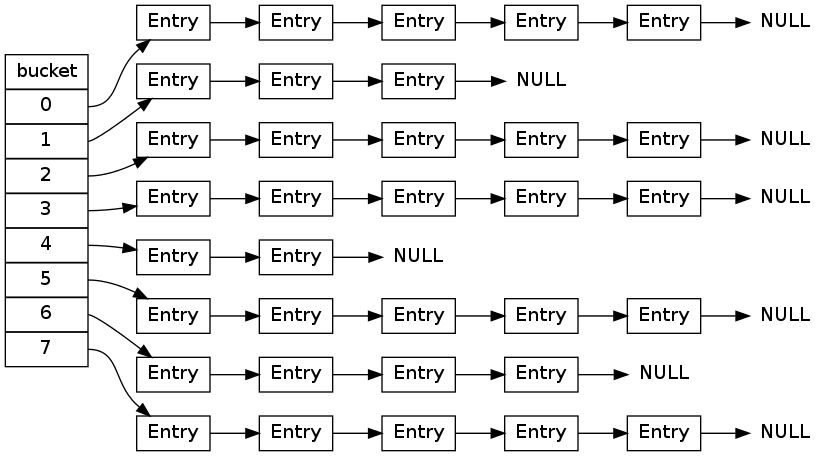 Entry Entry Entry Entry Entry NULL
bucket
Entry Entry Entry NULL
0
1
Entry Entry Entry Entry Entry NULL
2
Entry Entry Entry Entry Entry NULL
3
4
Entry Entry NULL
5
Entry Entry Entry Entry Entry NULL
6
7
Entry Entry Entry Entry NULL
Entry Entry Entry Entry Entry NULL